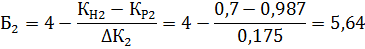 Б₂ = 4 − (К_Н2 − К_Р2)/(ΔК₂) = 4 − (0,7 − 0,987)/(0,175) = 5,64